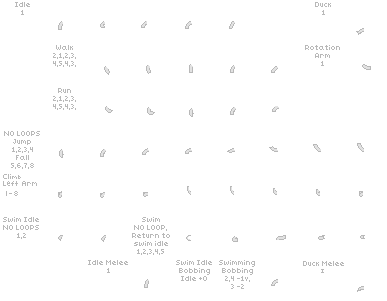 Idle
1
Duck
1
Walk
2,1,2,3,
4,5,4,3,
Rotation
Arm
1
Run
2,1,2,3,
4,5,4,3,
NO LOOPS
Jump
1,2,3,4
Fall
5,6,7,8
Climb
Left Arm
1-8
Swim Idle
NO LOOPS
1,2
Swim
NO LOOP,
Return to
swim idle
1,2,3,4,5
Idle Melee
1
Swim Idle
Bobbing
Idle +0
Swimming
Bobbing
2,4 -1v,
3 -2
Duck Melee
1